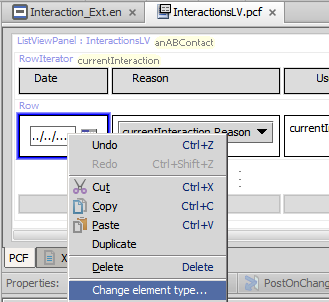 Interaction_Ext.en InteractionsLV.pcf
ListViewPanel : InteractionsLV anABContact
RowIterator currentInteraction
Date Reason Us
Row
../../... currentInteraction.Reason currentI
Undo Ctrl+Z
Redo Ctrl+Shift+Z
Cut Ctrl+X
Copy Ctrl+C
Paste Ctrl+V
Duplicate
Delete Delete
PCF X
Change element type...
Properties: PostOnChang